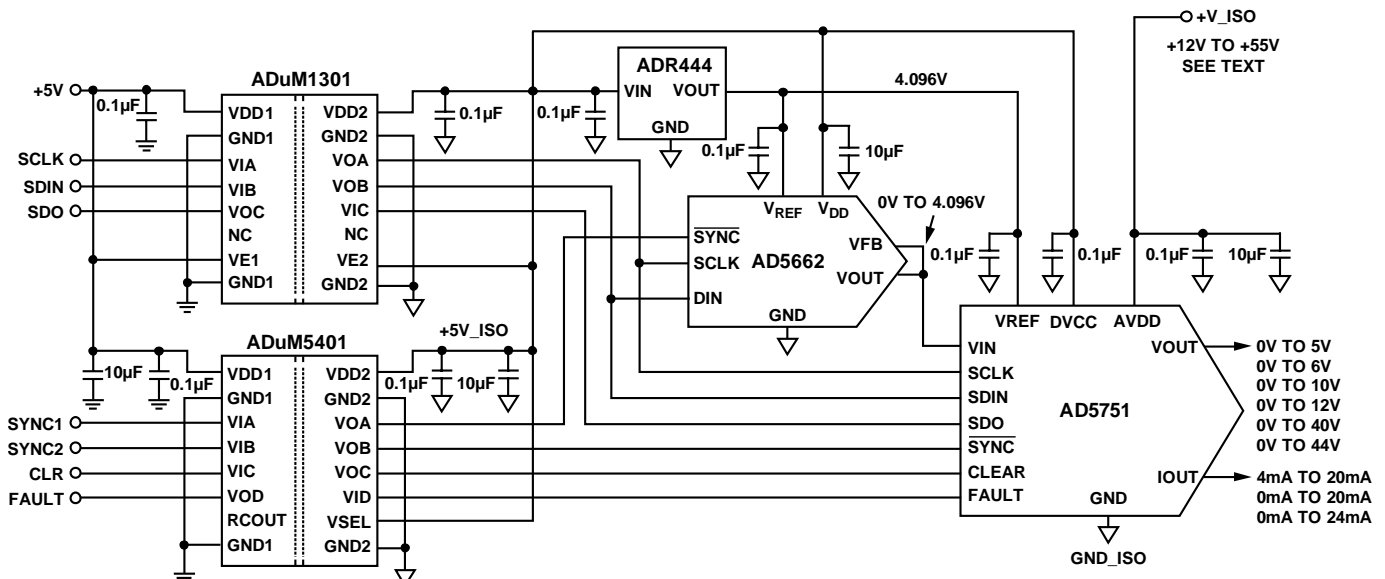 +V_ISO
+12V TO +55V
SEE TEXT
ADuM1301
ADR444
VIN
VOUT
GND
4.096V
+5V
0.1µF
VDD1
GND1
VIA
VIB
VOC
NC
VE1
GND1
VDD2
GND2
VOA
VOB
VIC
NC
VE2
GND2
0.1µF
0.1µF
SCLK
SDIN
SDO
0.1µF
10µF
VREF
VDD
0V TO 4.096V
SYNC
SCLK
DIN
AD5662
VFB
VOUT
GND
0.1µF
0.1µF
0.1µF
10µF
ADuM5401
+5V_ISO
10µF
0.1µF
VDD1
GND1
VIA
VIB
VIC
VOD
RCOUT
GND1
VDD2
GND2
VOA
VOB
VOC
VID
VSEL
GND2
0.1µF
10µF
SYNC1
SYNC2
CLR
FAULT
VREF
DVCC
AVDD
VIN
SCLK
SDIN
SDO
SYNC
CLEAR
FAULT
AD5751
VOUT
IOUT
GND
GND_ISO
0V TO 5V
0V TO 6V
0V TO 10V
0V TO 12V
0V TO 40V
0V TO 44V
4mA TO 20mA
0mA TO 20mA
0mA TO 24mA